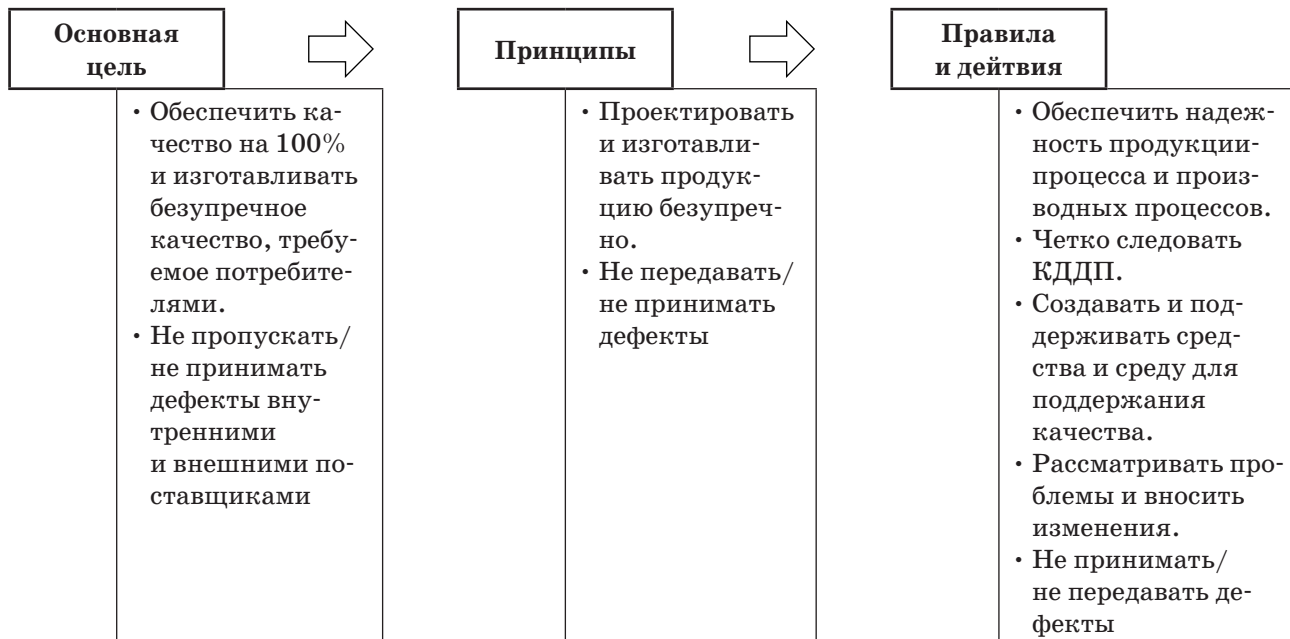 Основная
цель
Принципы
Правила
и дейтвия
· Обеспечить ка-
чество на 100%
и изготавливать
безупречное
качество, требу-
емое потребите-
лями.
· Не пропускать/
не принимать
дефекты вну-
тренними
и внешними по-
ставщиками
· Проектировать
и изготавли-
вать продук-
цию безупреч-
но.
· Не передавать/
не принимать
дефекты
· Обеспечить надеж-
ность продукции-
процесса и произ-
водных процессов.
· Четко следовать
КДДП.
· Создавать и под-
держивать сред-
ства и среду для
поддержания
качества.
· Рассматривать про-
блемы и вносить
изменения.
· Не принимать/
не передавать де-
фекты